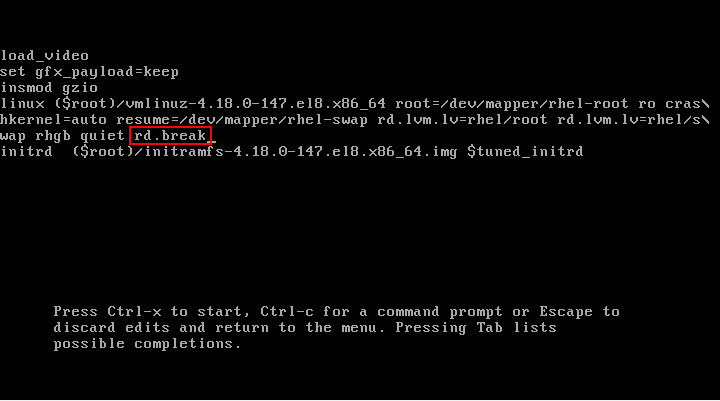 load_video
set gfx_payload=keep
insmod gzio
linux ($root)/vmlinuz-4.18.0-147.el8.x86_64 root=/dev/mapper/rhel-root ro cras\
hkernel=auto resume=/dev/mapper/rhel-swap rd.lvm.lv=rhel/root rd.lvm.lv=rhel/s\
wap rhgb quiet rd.break_
initrd  ($root)/initramfs-4.18.0-147.el8.x86_64.img $tuned_initrd
Press Ctrl-x to start, Ctrl-c for a command prompt or Escape to
discard edits and return to the menu. Pressing Tab lists
possible completions.